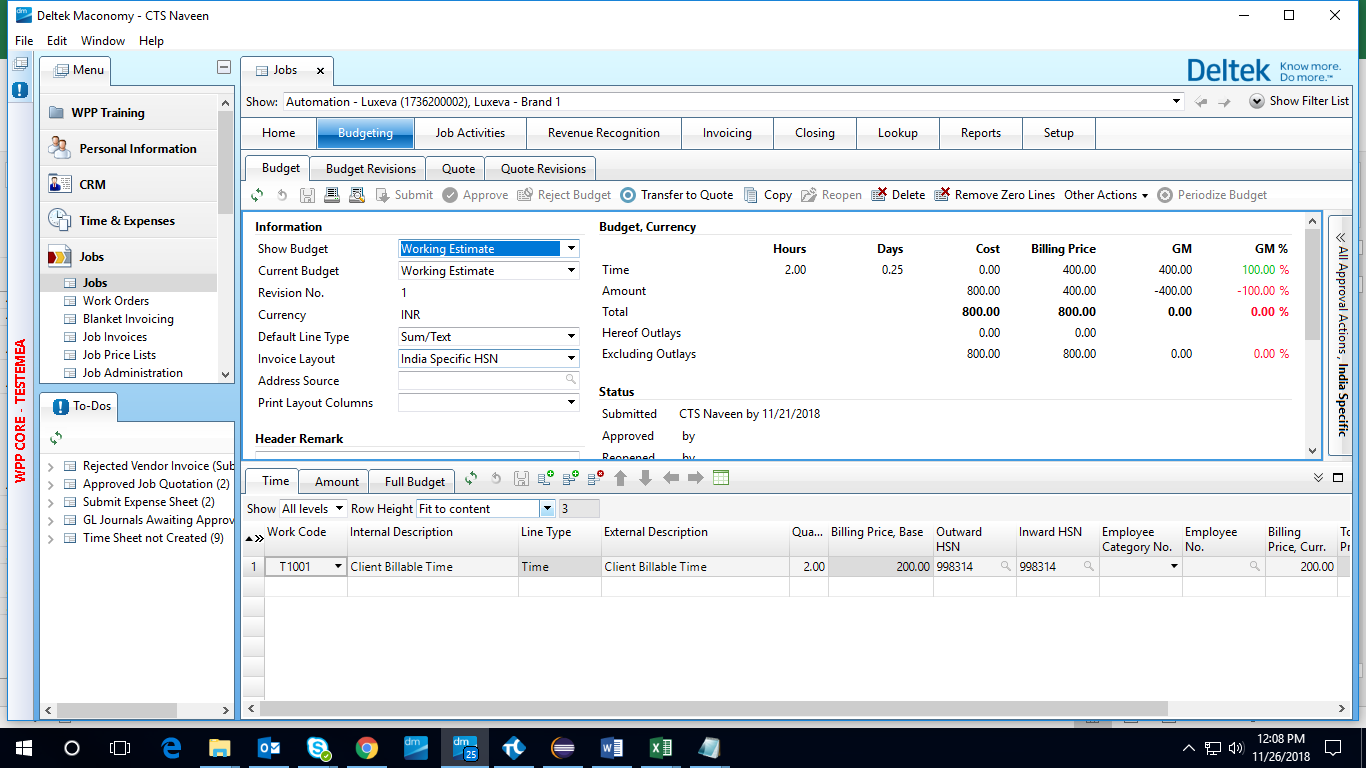 Deltek Maconomy - CTS Naveen
File Edit Window Help
Menu
Jobs
Deltek Know more. Do more.™
Show: Automation - Luxeva (1736200002), Luxeva - Brand 1 Show Filter List
Home Budgeting Job Activities Revenue Recognition Invoicing Closing Lookup Reports Setup
Budget Budget Revisions Quote Quote Revisions
Submit Approve Reject Budget Transfer to Quote Copy Reopen Delete Remove Zero Lines Other Actions Periodize Budget
WPP Training
Personal Information
CRM
Time & Expenses
Jobs
Jobs
Work Orders
Blanket Invoicing
Job Invoices
Job Price Lists
Job Administration
WPP CORE - TESTEMEA
To-Dos
Rejected Vendor Invoice (Sub
Approved Job Quotation (2)
Submit Expense Sheet (2)
GL Journals Awaiting Approv
Time Sheet not Created (9)
Information
Show Budget Working Estimate
Current Budget Working Estimate
Revision No. 1
Currency INR
Default Line Type Sum/Text
Invoice Layout India Specific HSN
Address Source
Print Layout Columns
Header Remark
Budget, Currency
Hours Days Cost Billing Price GM GM %
Time 2.00 0.25 0.00 400.00 400.00 100.00 %
Amount 800.00 400.00 -400.00 -100.00 %
Total 800.00 800.00 0.00 0.00 %
Hereof Outlays 0.00 0.00
Excluding Outlays 800.00 800.00 0.00 0.00 %
Status
Submitted CTS Naveen by 11/21/2018
Approved by
Reopened by
All Approval Actions , India Specific
Time Amount Full Budget
Show All levels Row Height Fit to content 3
Work Code Internal Description Line Type External Description Qua... Billing Price, Base Outward HSN Inward HSN Employee Category No. Employee No. Billing Price, Curr. To Pr
1 T1001 Client Billable Time Time Client Billable Time 2.00 200.00 998314 998314 200.00
dm 25
12:08 PM
11/26/2018